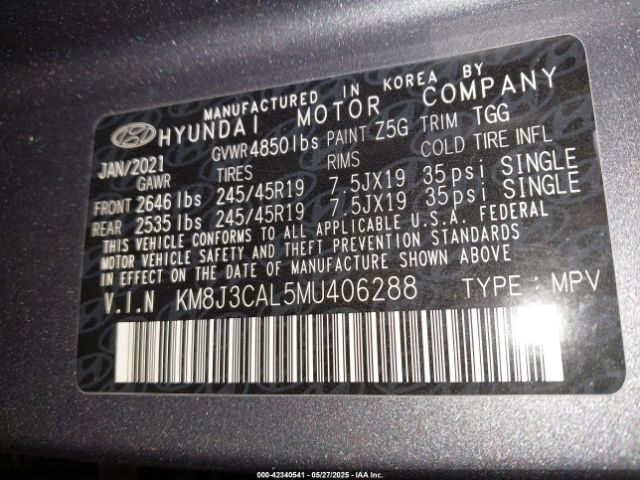 MANUFACTURED IN KOREA BY
HYUNDAI MOTOR COMPANY
JAN/2021 GVWR 4850 lbs PAINT Z5G TRIM TGG
GAWR TIRES RIMS COLD TIRE INFL
FRONT 2646 lbs 245/45R19 7.5JX19 35 psi SINGLE
REAR 2535 lbs 245/45R19 7.5JX19 35 psi SINGLE
THIS VEHICLE CONFORMS TO ALL APPLICABLE U.S.A. FEDERAL
MOTOR VEHICLE SAFETY AND THEFT PREVENTION STANDARDS
IN EFFECT ON THE DATE OF MANUFACTURE SHOWN ABOVE
V.I.N KM8J3CAL5MU406288 TYPE : MPV
000-42340541 - 05/27/2025 - IAA Inc.